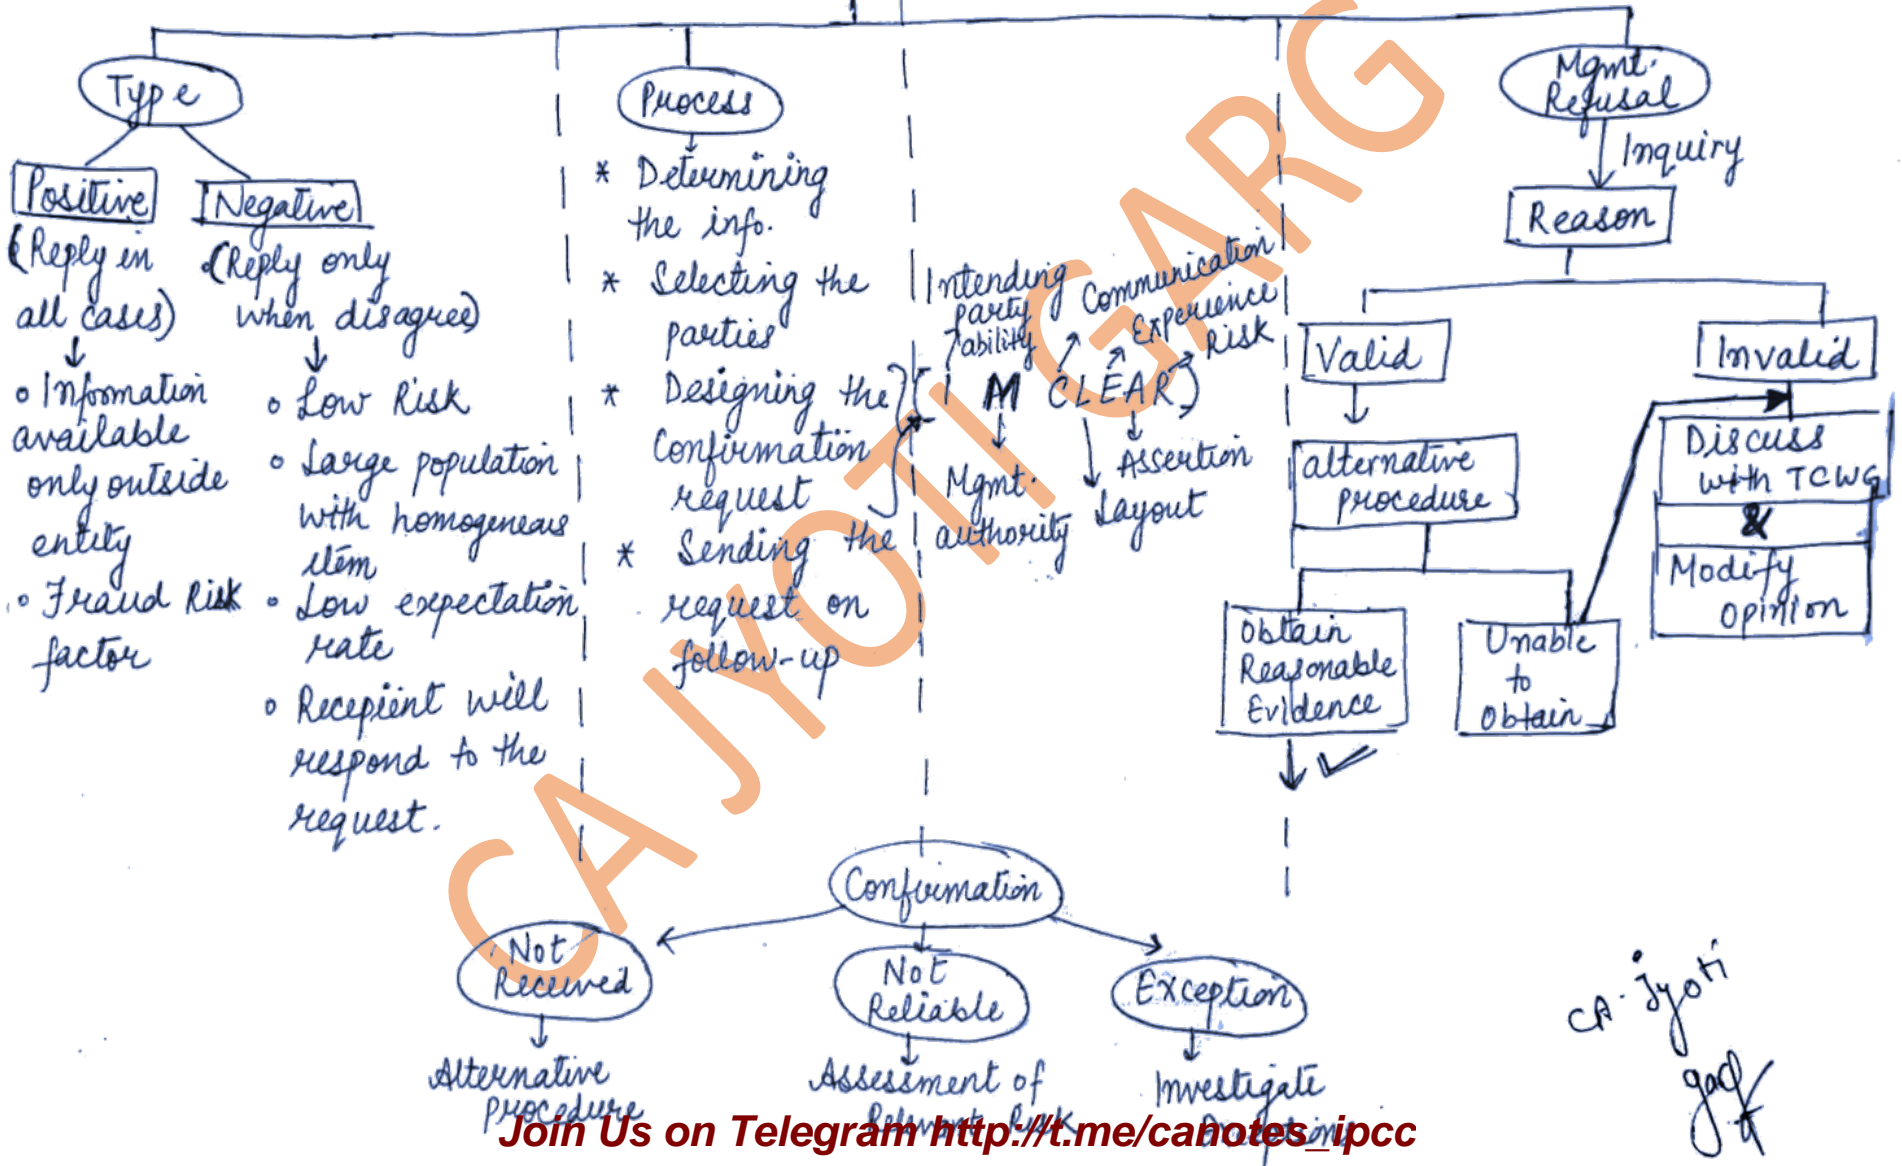 Type
Positive
(Reply in
all cases)
o Information
available
only outside
entity
o Fraud Risk
factor
Negative
(Reply only
when disagree)
o Low Risk
o Large population
with homogeneous
item
o Low expectation
rate
o Recepient will
respond to the
request.
Process
* Determining
the info.
* Selecting the
parties
* Designing the
Confirmation
request
* Sending the
request on
follow-up
Intending
party
ability
Communication
Experience
Risk
(I M CLEAR)
Mgmt.
authority
Layout
Assertion
Mgmt.
Refusal
Inquiry
Reason
Valid
alternative
procedure
Obtain
Reasonable
Evidence
Unable
to
Obtain
Invalid
Discuss
with TCWG
&
Modify
Opinion
Confirmation
Not
Received
Alternative
procedure
Not
Reliable
Assessment of
Relevant Risk
Exception
Investigate
Exceptions
CA. Jyoti
garg
CA JYOTI GARG
Join Us on Telegram http://t.me/canotes_ipcc